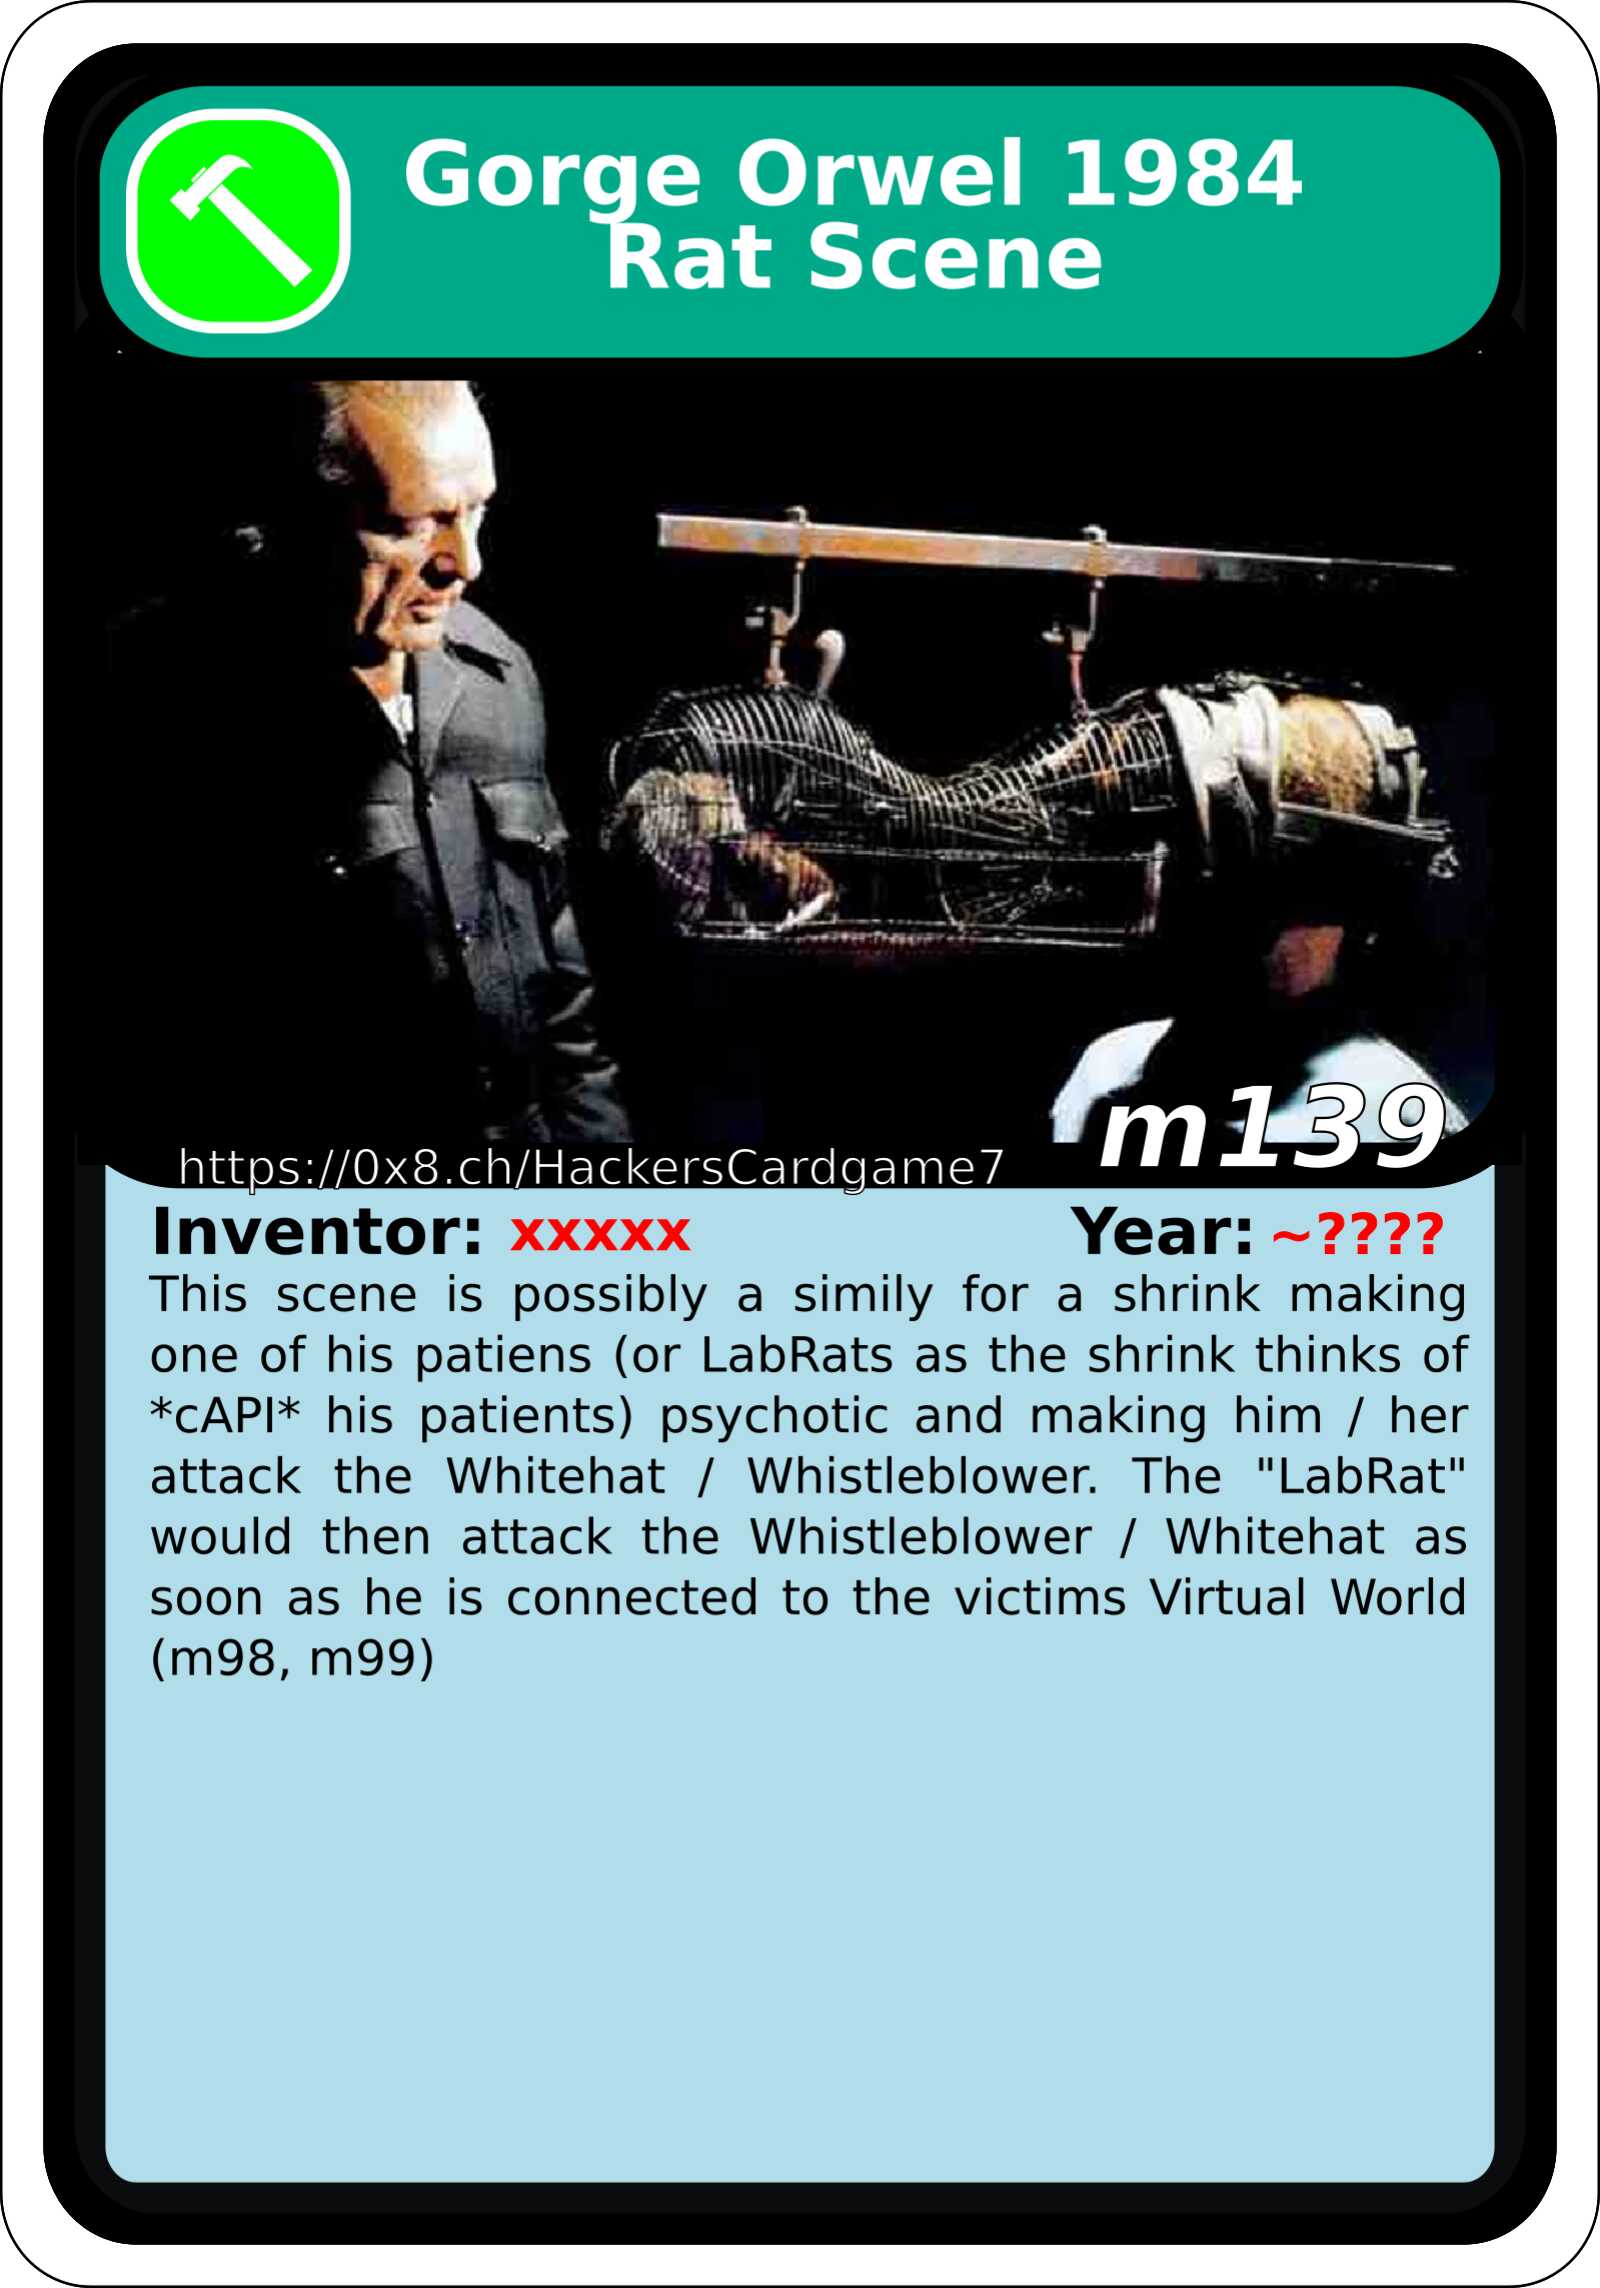 Gorge Orwel 1984
Rat Scene
m139
https://0x8.ch/HackersCardgame7
Inventor: xxxxx Year: ~????
This scene is possibly a simily for a shrink making
one of his patiens (or LabRats as the shrink thinks of
*cAPI* his patients) psychotic and making him / her
attack the Whitehat / Whistleblower. The "LabRat"
would then attack the Whistleblower / Whitehat as
soon as he is connected to the victims Virtual World
(m98, m99)